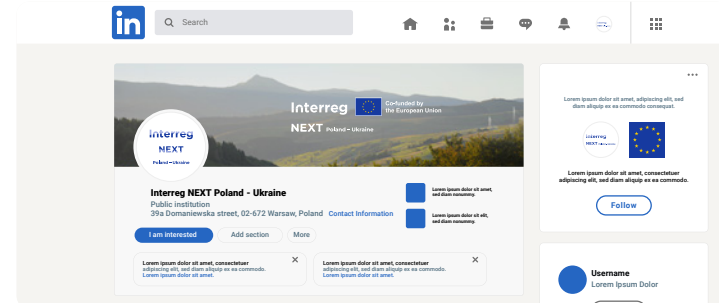 in
Search
Interreg
Co-funded by
the European Union
NEXT Poland – Ukraine
Interreg
NEXT
Poland – Ukraine
Interreg NEXT Poland - Ukraine
Public institution
39a Domaniewska street, 02-672 Warsaw, Poland Contact Information
I am interested
Add section
More
Lorem ipsum dolor sit amet,
sed diam nonummy.
Lorem ipsum dolor sit elit,
sed diam nonummy.
Lorem ipsum dolor sit amet, consectetuer
adipiscing elit, sed diam aliquip ex ea commodo.
Lorem ipsum dolor sit amet.
Lorem ipsum dolor sit amet, consectetuer
adipiscing elit, sed diam aliquip ex ea commodo.
Lorem ipsum dolor sit amet.
Lorem ipsum dolor sit amet, adipiscing elit, sed
diam aliquip ex ea commodo consequat.
Interreg
NEXT
Lorem ipsum dolor sit amet, consectetuer
adipiscing elit, sed diam aliquip ex ea commodo.
Follow
Username
Lorem Ipsum Dolor